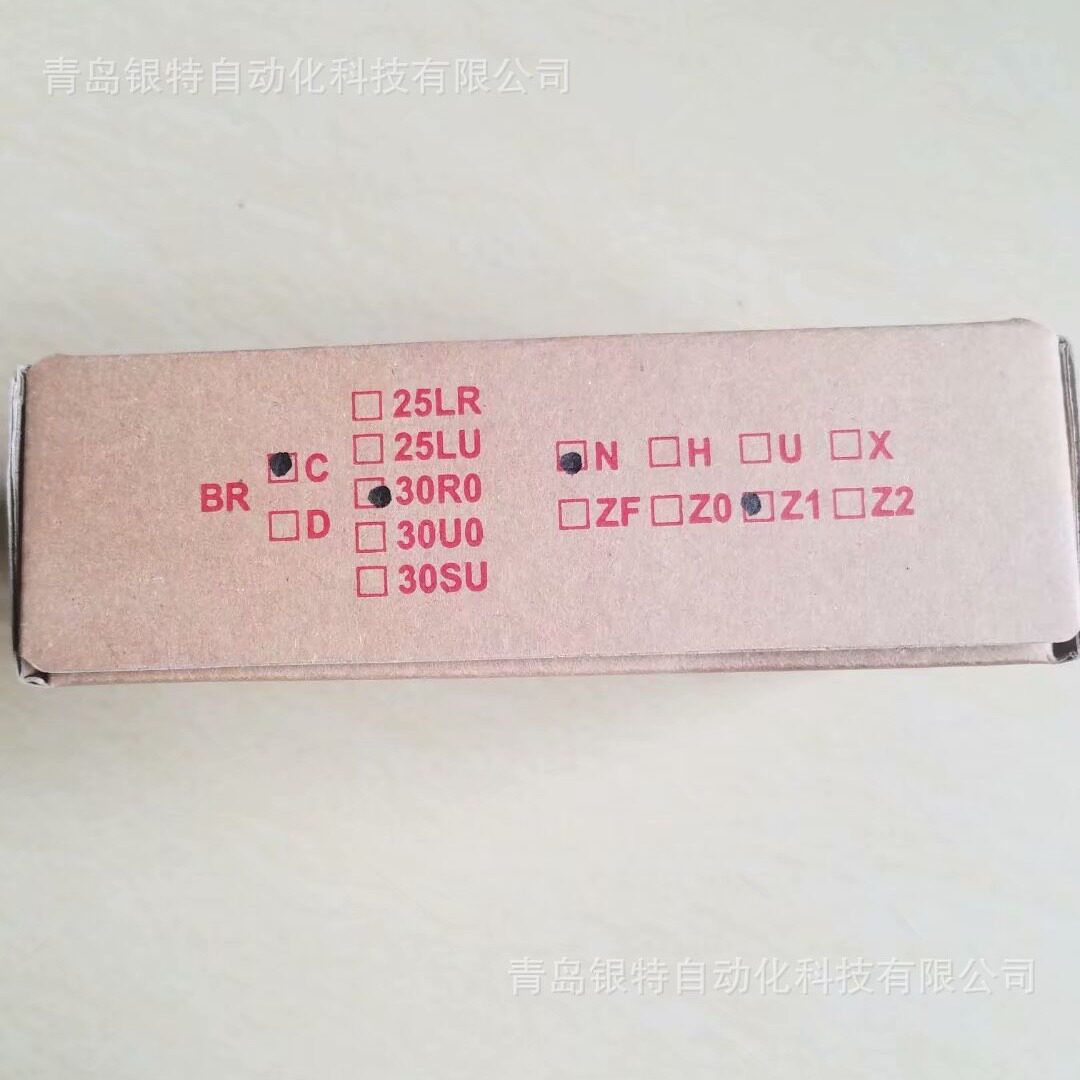 青岛银特自动化科技有限公司
25LR
25LU
30R0
30U0
30SU
BR
C
D
N H U X
ZF Z0 Z1 Z2
青岛银特自动化科技有限公司